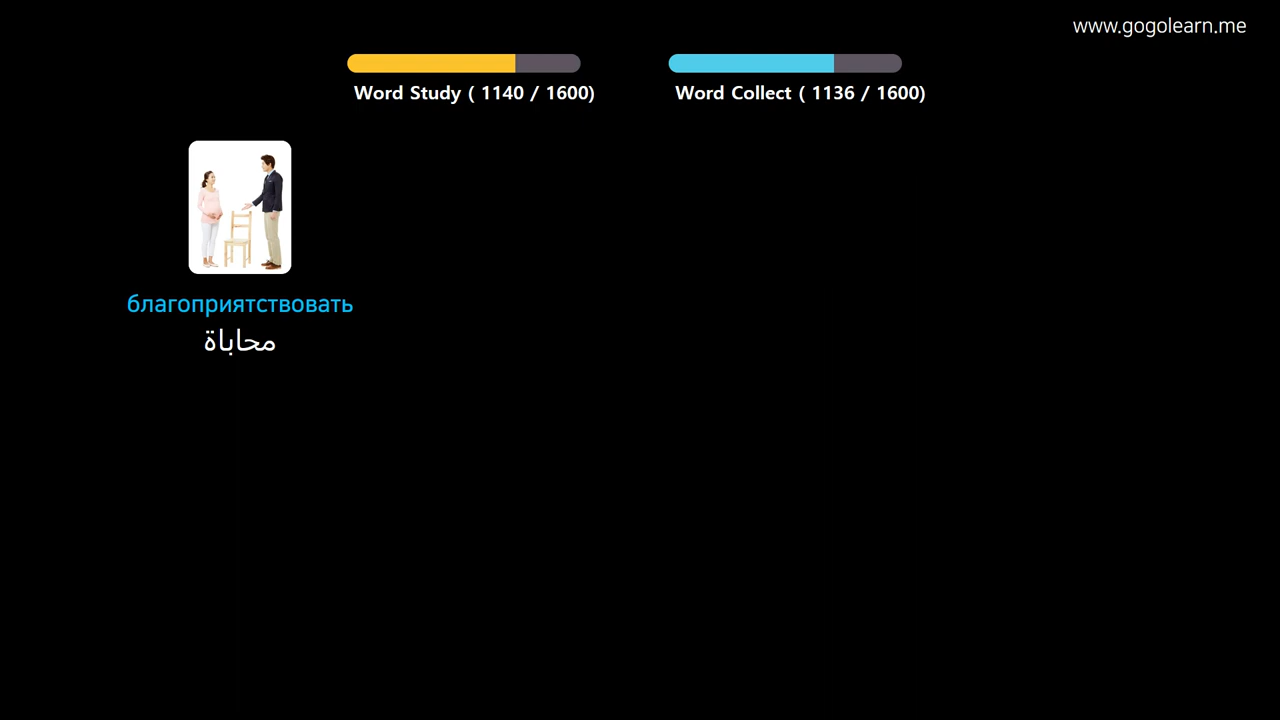 www.gogolearn.me
Word Study ( 1140 / 1600)
Word Collect ( 1136 / 1600)
благоприятствовать
محاباة